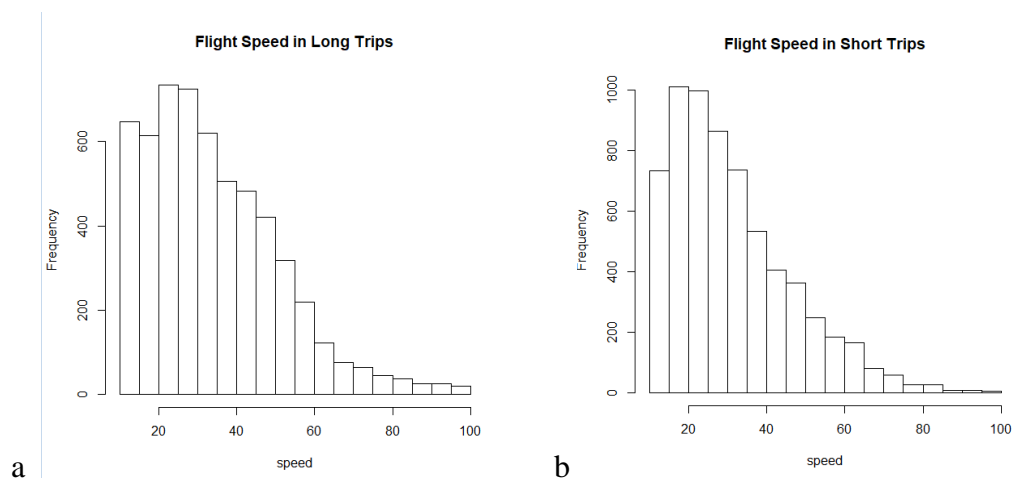 Flight Speed in Long Trips
Frequency
0
200
400
600
20 40 60 80 100
speed
a
Flight Speed in Short Trips
Frequency
0
200
400
600
800
1000
20 40 60 80 100
speed
b